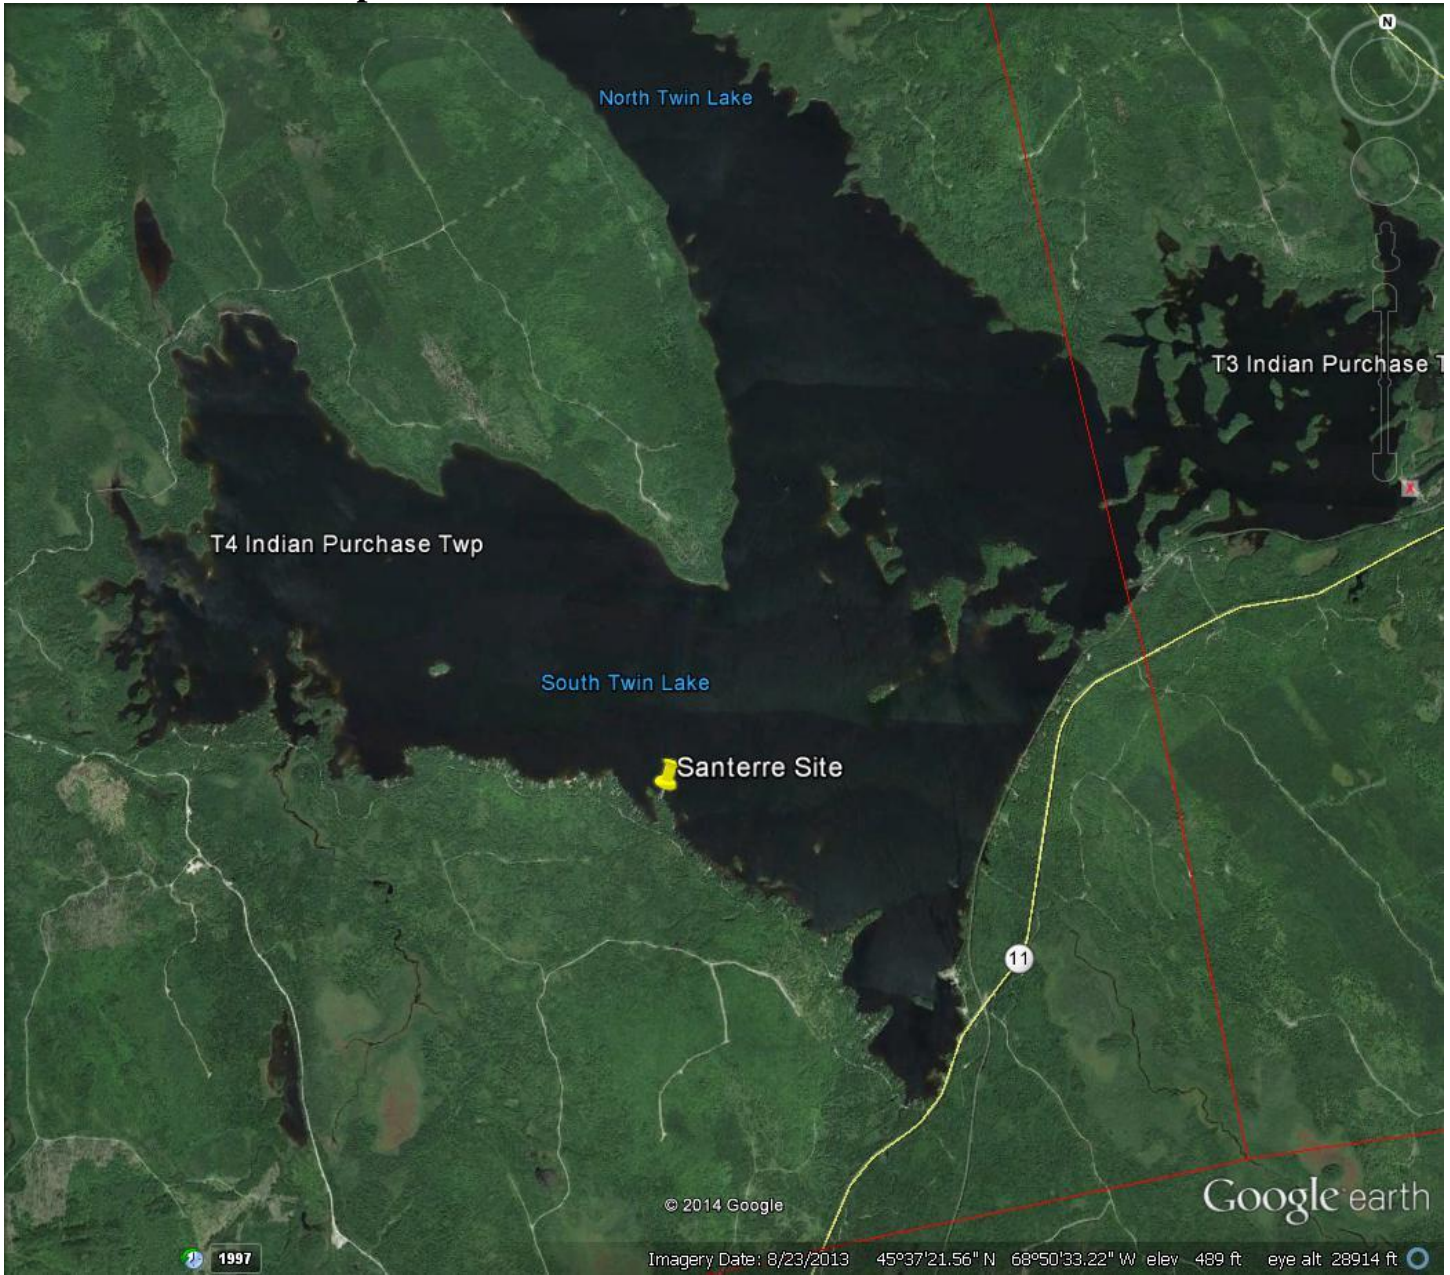 N
North Twin Lake
T3 Indian Purchase T
T4 Indian Purchase Twp
South Twin Lake
Santerre Site
11
© 2014 Google
Google earth
1997
Imagery Date: 8/23/2013 45°37'21.56" N 68°50'33.22" W elev 489 ft eye alt 28914 ft